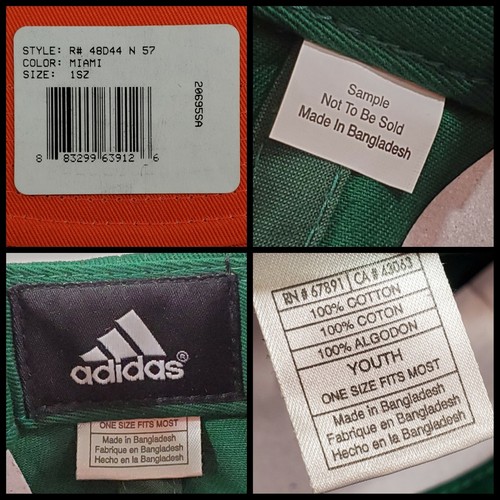 STYLE: R# 48D44 N 57
COLOR: MIAMI
SIZE: 1SZ
20695SA
8 83299 63912 6
Sample
Not To Be Sold
Made In Bangladesh
adidas®
ONE SIZE FITS MOST
Made in Bangladesh
Fabrique en Bangladesh
Hecho en la Bangladesh
RN # 67891 CA # 43063
100% COTTON
100% COTON
100% ALGODON
YOUTH
ONE SIZE FITS MOST
Made in Bangladesh
Fabrique en Bangladesh
Hecho en la Bangladesh